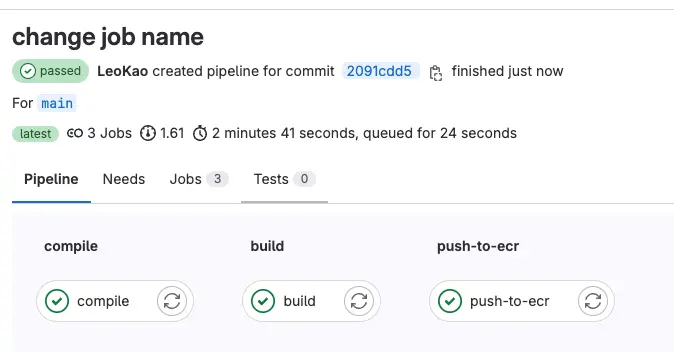 change job name
passed LeoKao created pipeline for commit 2091cdd5 finished just now
For main
latest 3 Jobs 1.61 2 minutes 41 seconds, queued for 24 seconds
Pipeline Needs Jobs 3 Tests 0
compile build push-to-ecr
compile build push-to-ecr